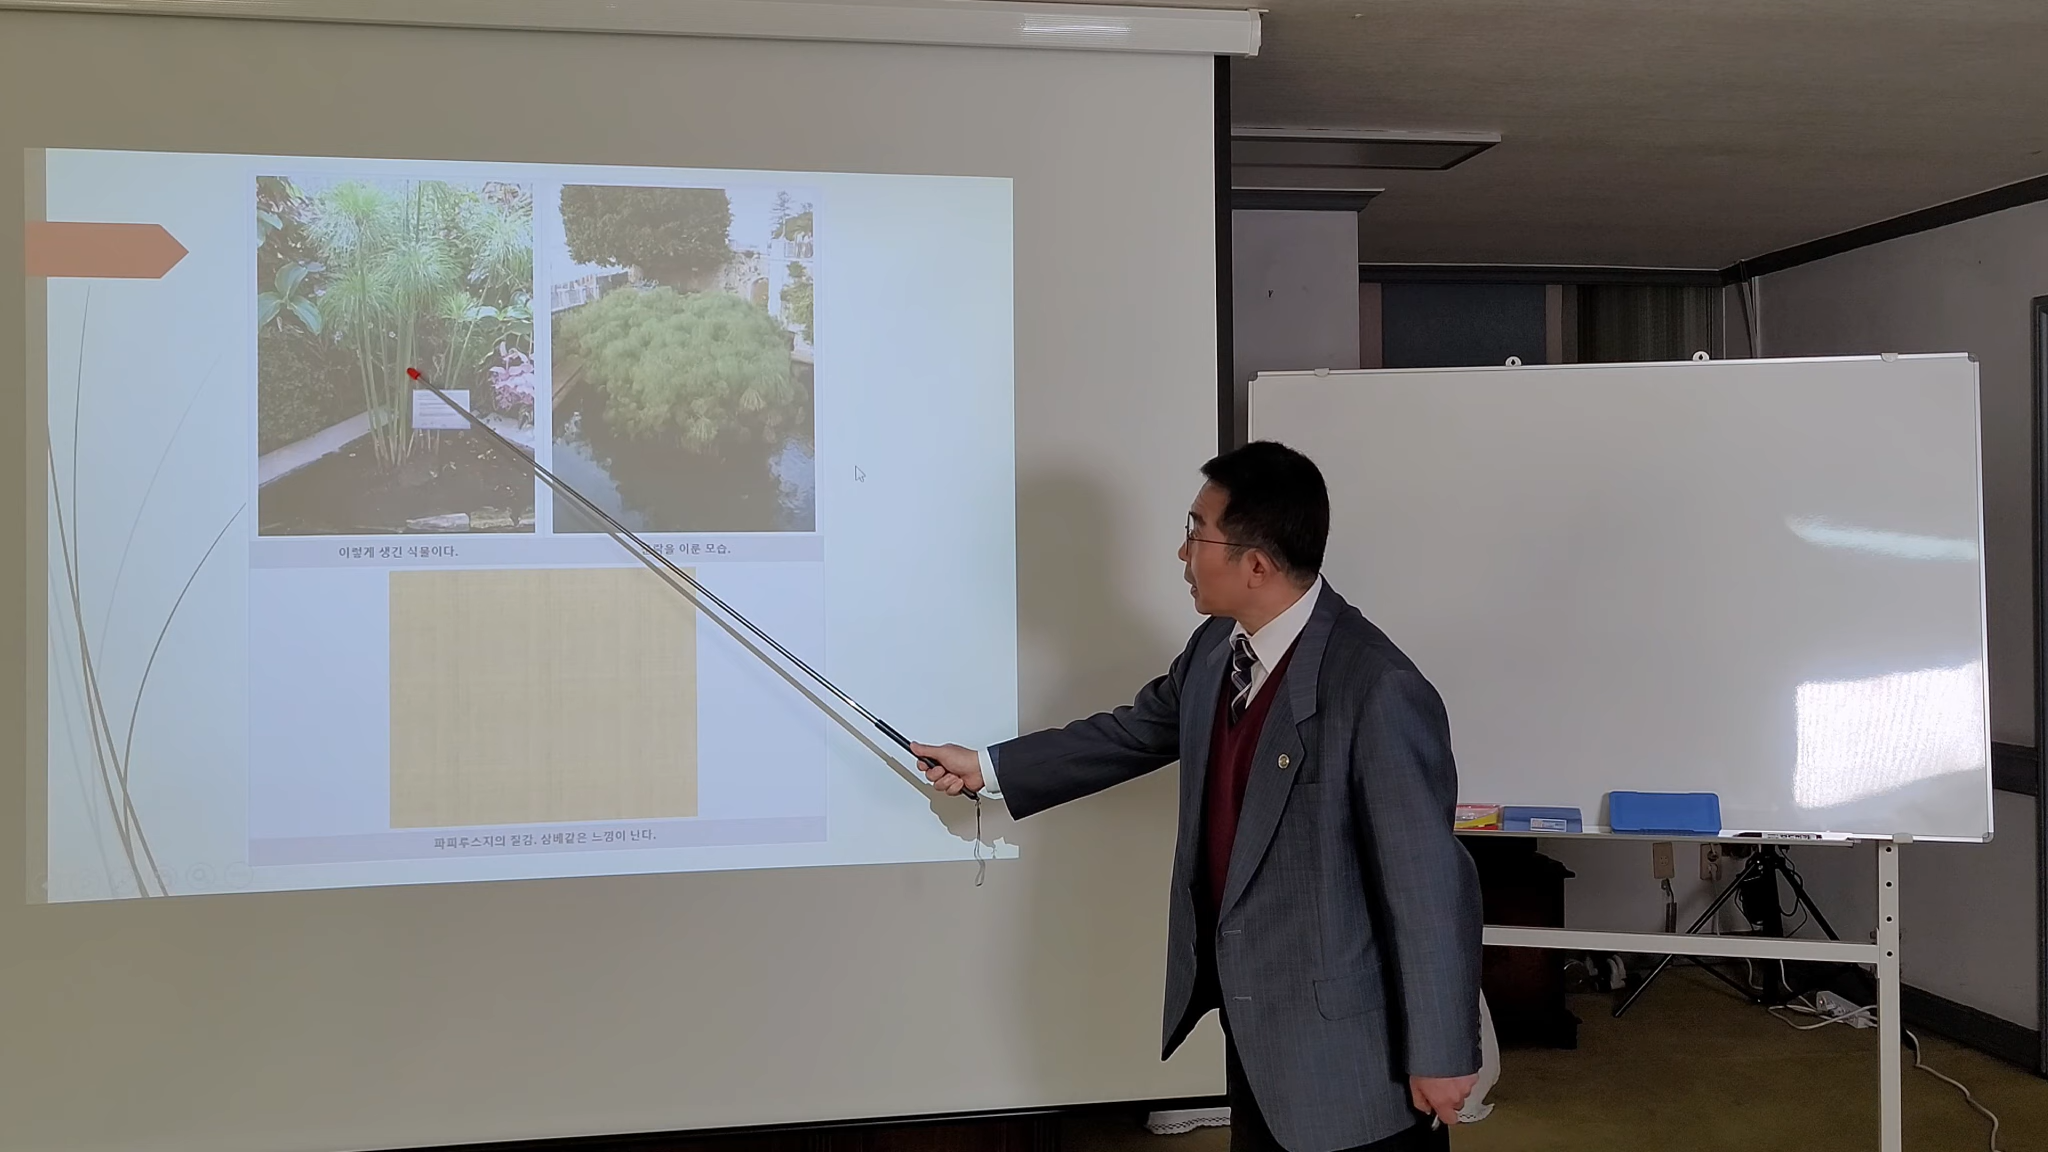 이렇게 생긴 식물이다.
을 이룬 모습.
파피루스지의 질감. 삼베같은 느낌이 난다.